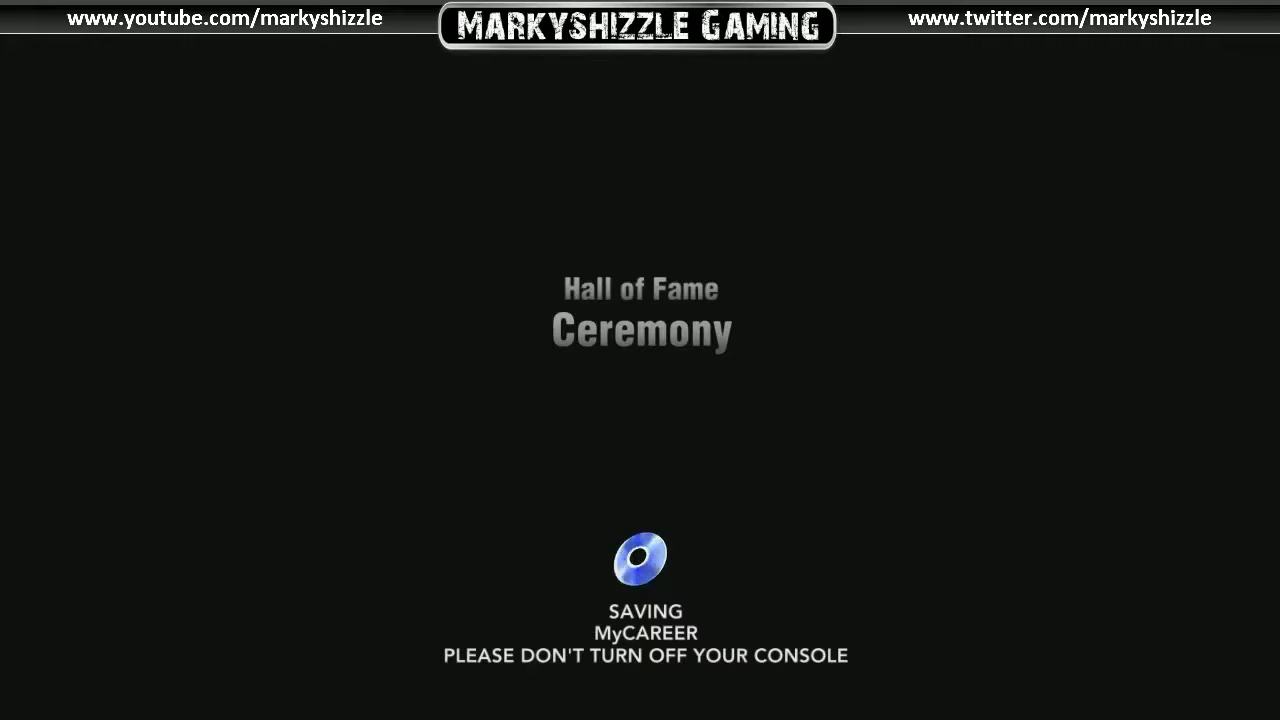 www.youtube.com/markyshizzle
MARKYSHIZZLE GAMING
www.twitter.com/markyshizzle
Hall of Fame
Ceremony
SAVING
MyCAREER
PLEASE DON'T TURN OFF YOUR CONSOLE